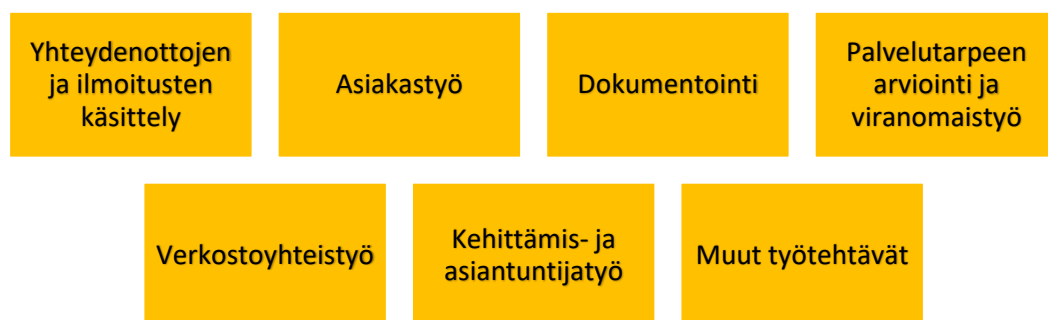 Yhteydenottojen
ja ilmoitusten
käsittely
Asiakastyö
Dokumentointi
Palvelutarpeen
arviointi ja
viranomaistyö
Verkostoyhteistyö
Kehittämis- ja
asiantuntijatyö
Muut työtehtävät